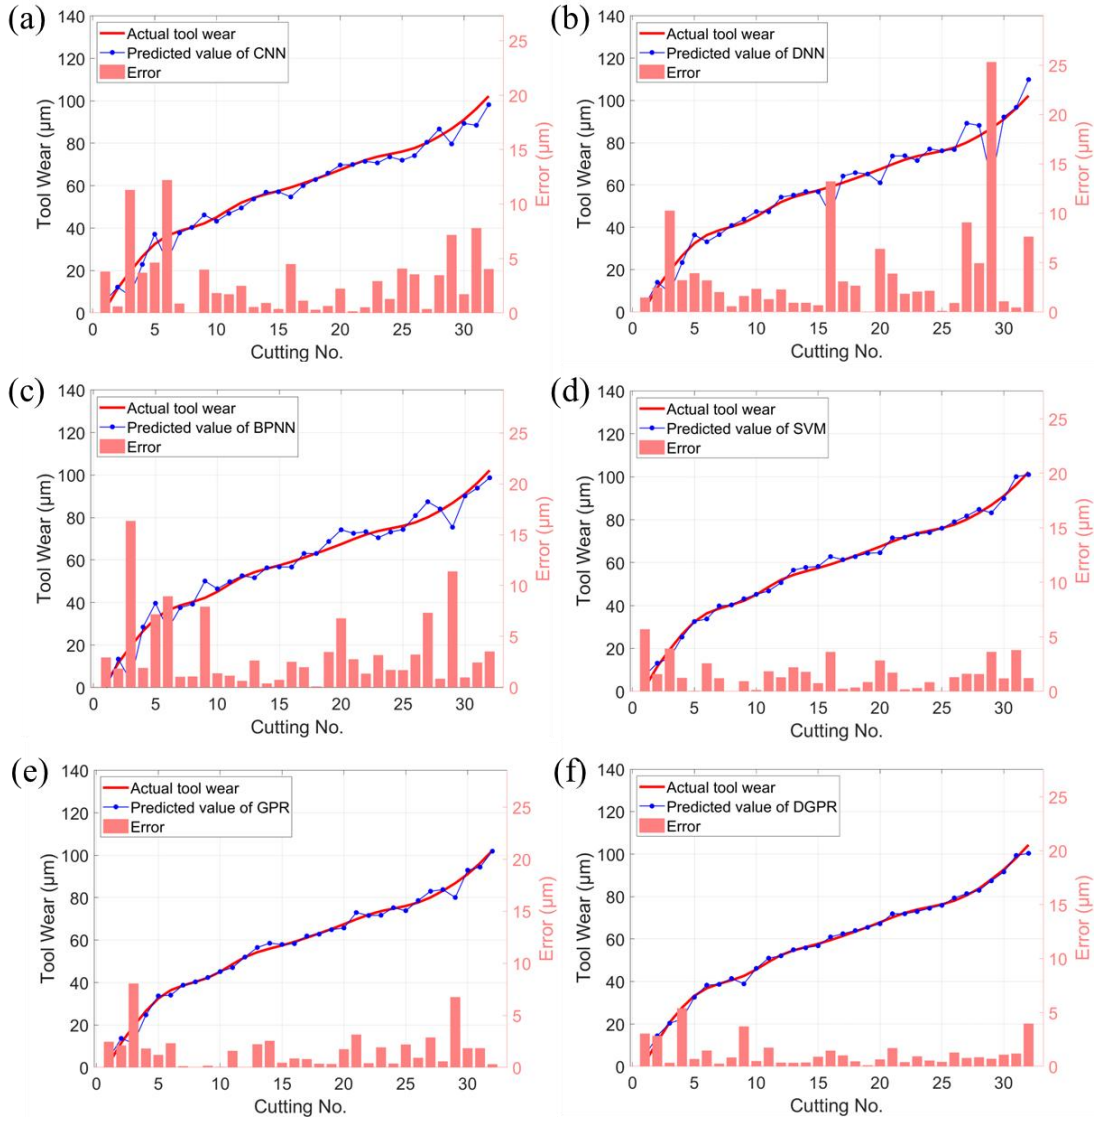 (a)
140
120
100
80
60
40
20
0
Tool Wear (μm)
Actual tool wear
Predicted value of CNN
Error
25
20
15
10
5
0
Error (μm)
0 5 10 15 20 25 30
Cutting No.
(b)
140
120
100
80
60
40
20
0
Tool Wear (μm)
Actual tool wear
Predicted value of DNN
Error
25
20
15
10
5
0
Error (μm)
0 5 10 15 20 25 30
Cutting No.
(c)
140
120
100
80
60
40
20
0
Tool Wear (μm)
Actual tool wear
Predicted value of BPNN
Error
25
20
15
10
5
0
Error (μm)
0 5 10 15 20 25 30
Cutting No.
(d)
140
120
100
80
60
40
20
0
Tool Wear (μm)
Actual tool wear
Predicted value of SVM
Error
25
20
15
10
5
0
Error (μm)
0 5 10 15 20 25 30
Cutting No.
(e)
140
120
100
80
60
40
20
0
Tool Wear (μm)
Actual tool wear
Predicted value of GPR
Error
25
20
15
10
5
0
Error (μm)
0 5 10 15 20 25 30
Cutting No.
(f)
140
120
100
80
60
40
20
0
Tool Wear (μm)
Actual tool wear
Predicted value of DGPR
Error
25
20
15
10
5
0
Error (μm)
0 5 10 15 20 25 30
Cutting No.